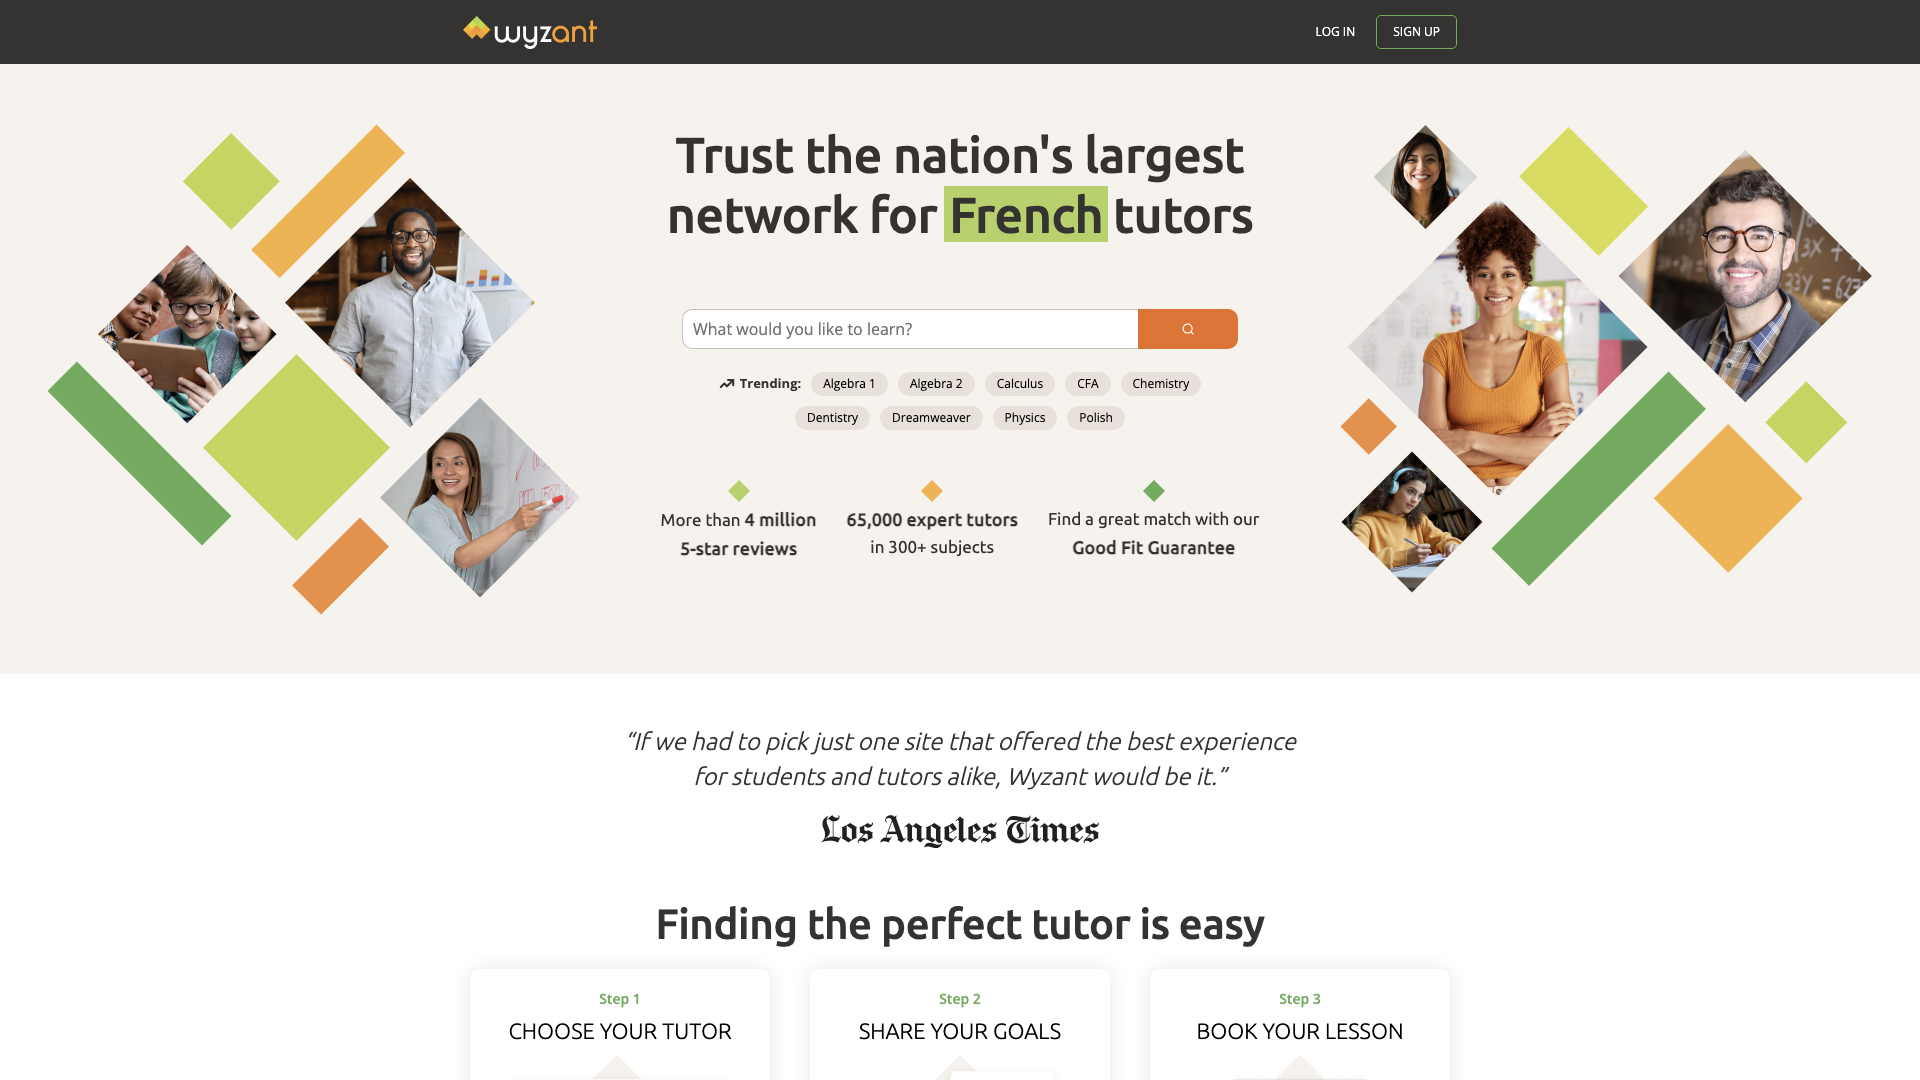 wyzant
LOG IN
SIGN UP
Trust the nation's largest
network for French tutors
What would you like to learn?
Trending:
Algebra 1
Algebra 2
Calculus
CFA
Chemistry
Dentistry
Dreamweaver
Physics
Polish
More than 4 million
5-star reviews
65,000 expert tutors
in 300+ subjects
Find a great match with our
Good Fit Guarantee
“If we had to pick just one site that offered the best experience
for students and tutors alike, Wyzant would be it.”
Los Angeles Times
Finding the perfect tutor is easy
Step 1
CHOOSE YOUR TUTOR
Step 2
SHARE YOUR GOALS
Step 3
BOOK YOUR LESSON